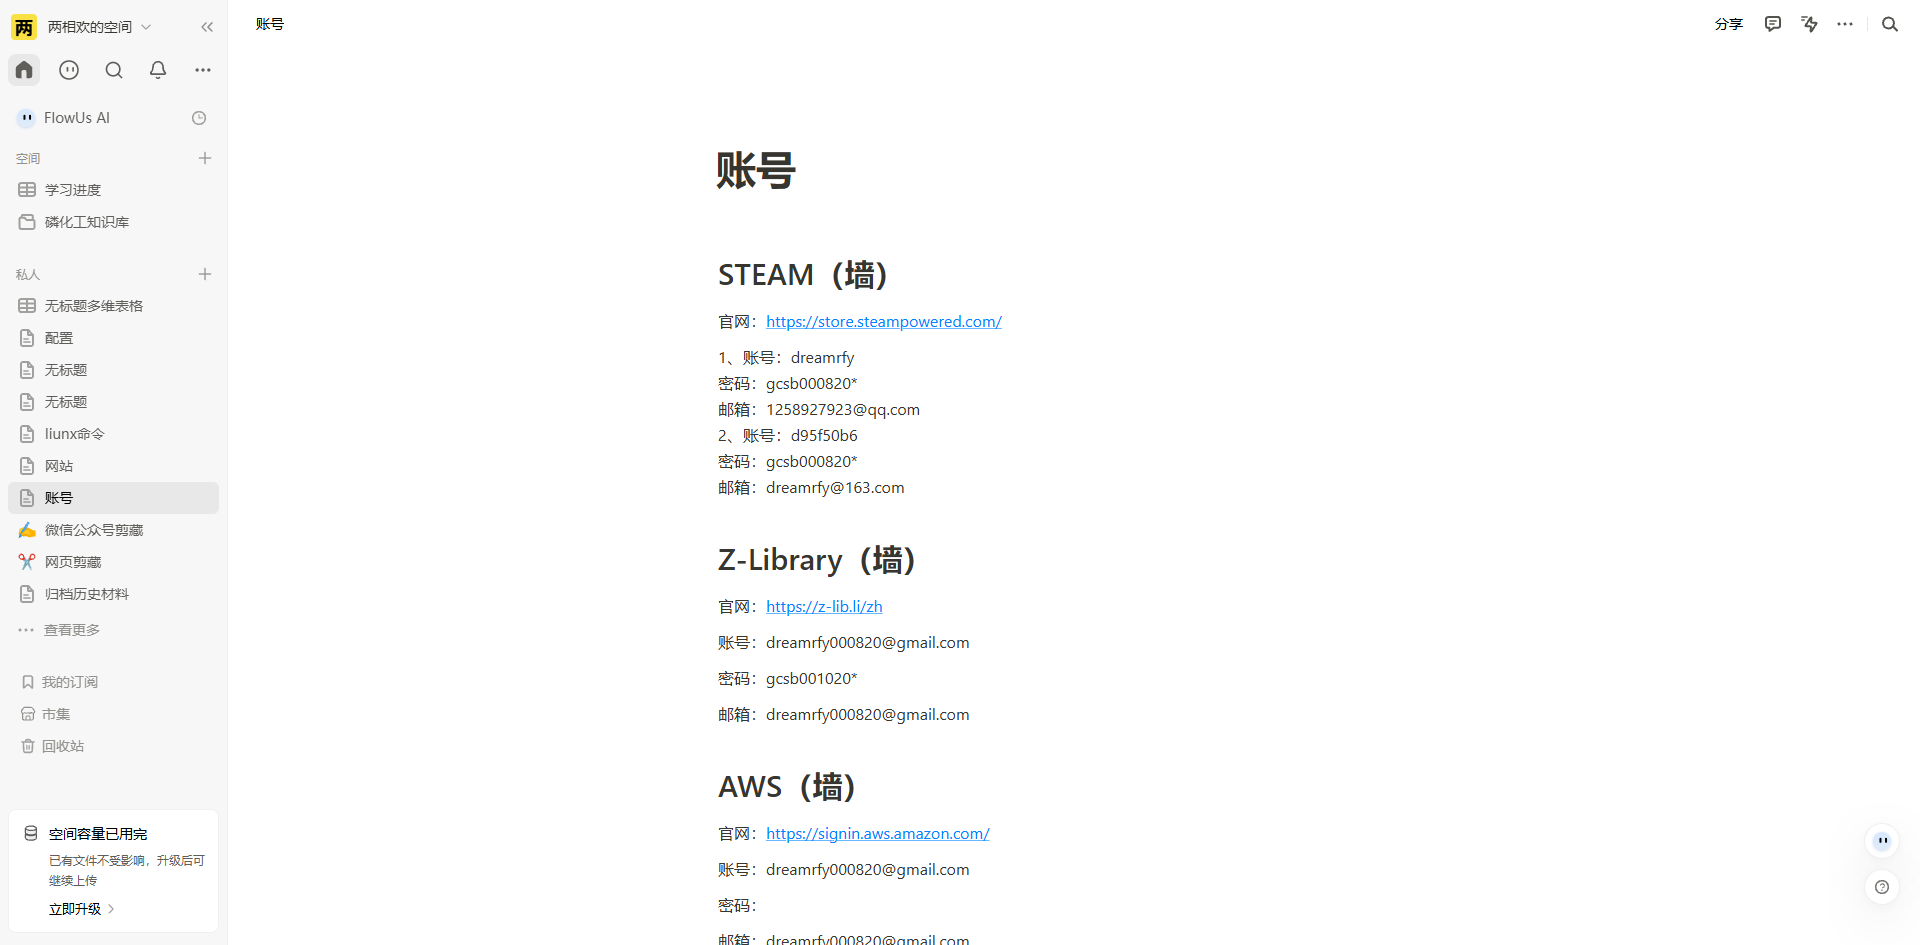 两 两相欢的空间
FlowUs AI
空间
学习进度
磷化工知识库
私人
无标题多维表格
配置
无标题
无标题
liunx命令
网站
账号
微信公众号剪藏
网页剪藏
归档历史材料
查看更多
我的订阅
市集
回收站
空间容量已用完
已有文件不受影响，升级后可
继续上传
立即升级
账号
分享
账号
STEAM（墙）
官网：https://store.steampowered.com/
1、账号：dreamrfy
密码：gcsb000820*
邮箱：1258927923@qq.com
2、账号：d95f50b6
密码：gcsb000820*
邮箱：dreamrfy@163.com
Z-Library（墙）
官网：https://z-lib.li/zh
账号：dreamrfy000820@gmail.com
密码：gcsb001020*
邮箱：dreamrfy000820@gmail.com
AWS（墙）
官网：https://signin.aws.amazon.com/
账号：dreamrfy000820@gmail.com
密码：
邮箱：dreamrfy000820@gmail.com